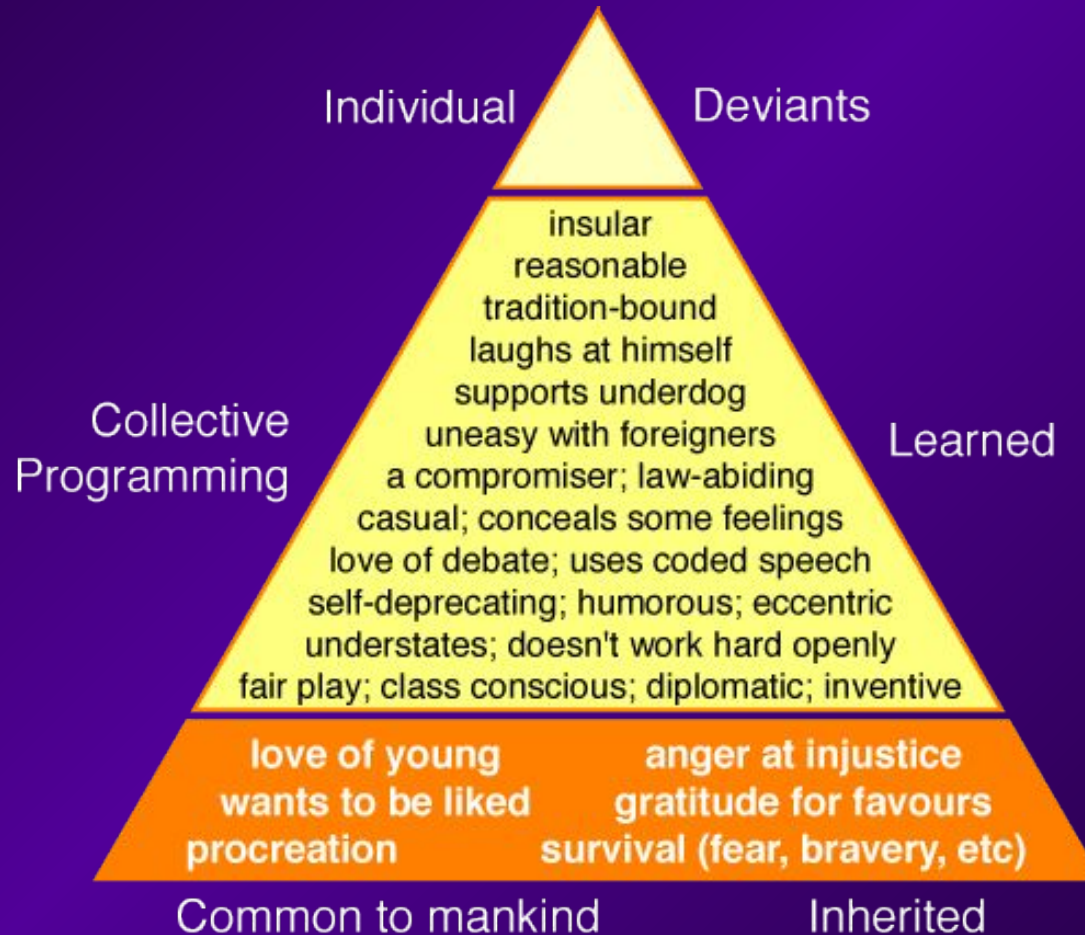 Individual
Deviants
insular
reasonable
tradition-bound
laughs at himself
supports underdog
uneasy with foreigners
a compromiser; law-abiding
casual; conceals some feelings
love of debate; uses coded speech
self-deprecating; humorous; eccentric
understates; doesn't work hard openly
fair play; class conscious; diplomatic; inventive
Collective
Programming
Learned
love of young
anger at injustice
wants to be liked
gratitude for favours
procreation
survival (fear, bravery, etc)
Common to mankind
Inherited